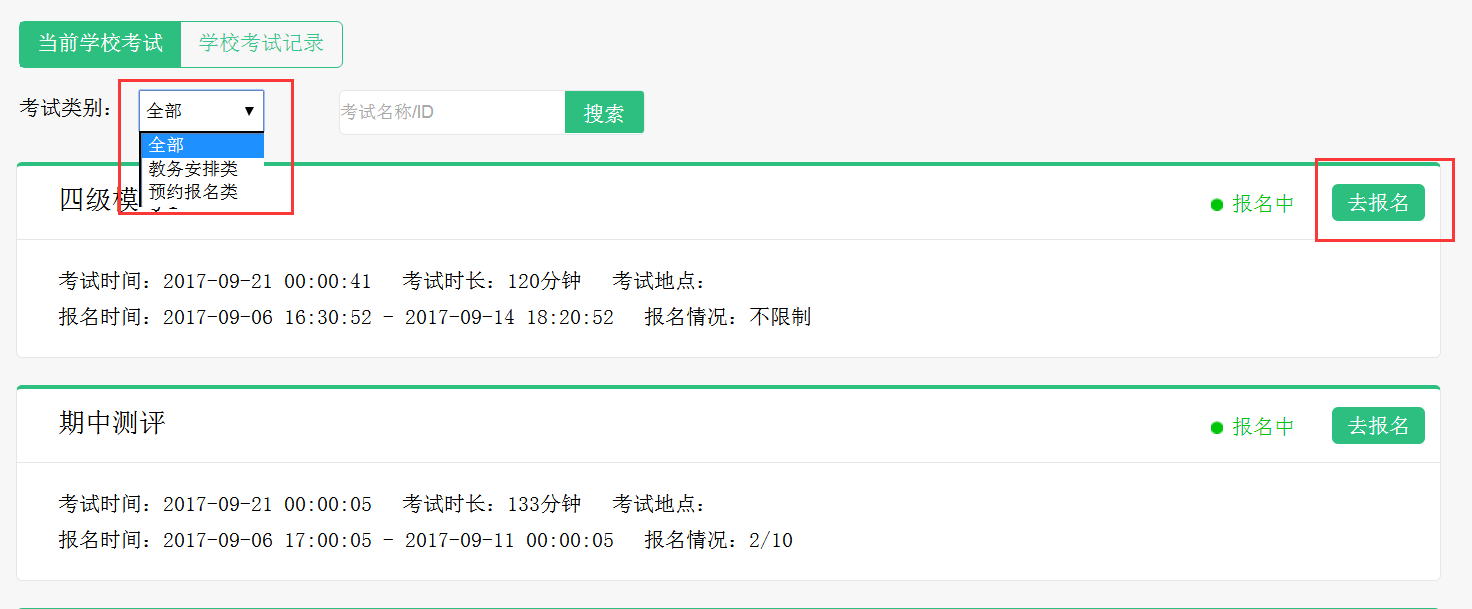 当前学校考试 学校考试记录
考试类别： 全部 ▼ 考试名称/ID 搜索
全部
教务安排类
预约报名类
四级模 报名中 去报名
考试时间：2017-09-21 00:00:41 考试时长：120分钟 考试地点：
报名时间：2017-09-06 16:30:52 - 2017-09-14 18:20:52 报名情况：不限制
期中测评 报名中 去报名
考试时间：2017-09-21 00:00:05 考试时长：133分钟 考试地点：
报名时间：2017-09-06 17:00:05 - 2017-09-11 00:00:05 报名情况：2/10